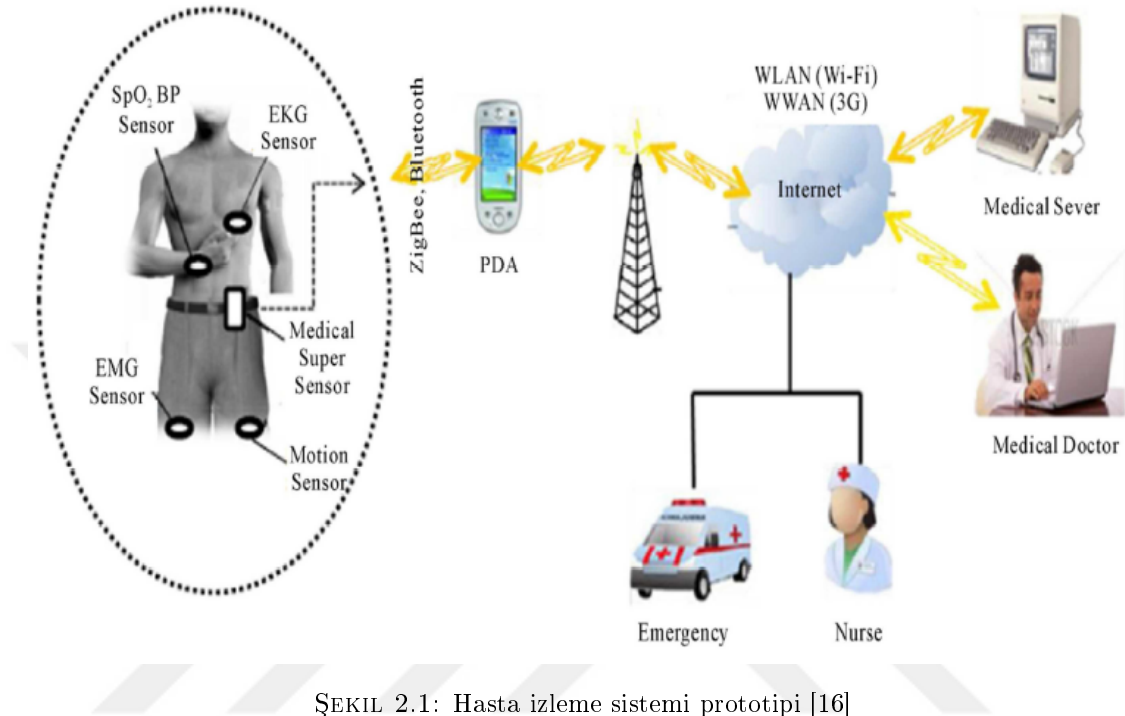 SpO₂ BP
Sensor
EKG
Sensor
EMG
Sensor
Medical
Super
Sensor
Motion
Sensor
ZigBee, Bluetooth
PDA
WLAN (Wi-Fi)
WWAN (3G)
Internet
Medical Sever
Medical Doctor
Emergency
Nurse
ŞEKIL 2.1: Hasta izleme sistemi prototipi [16]